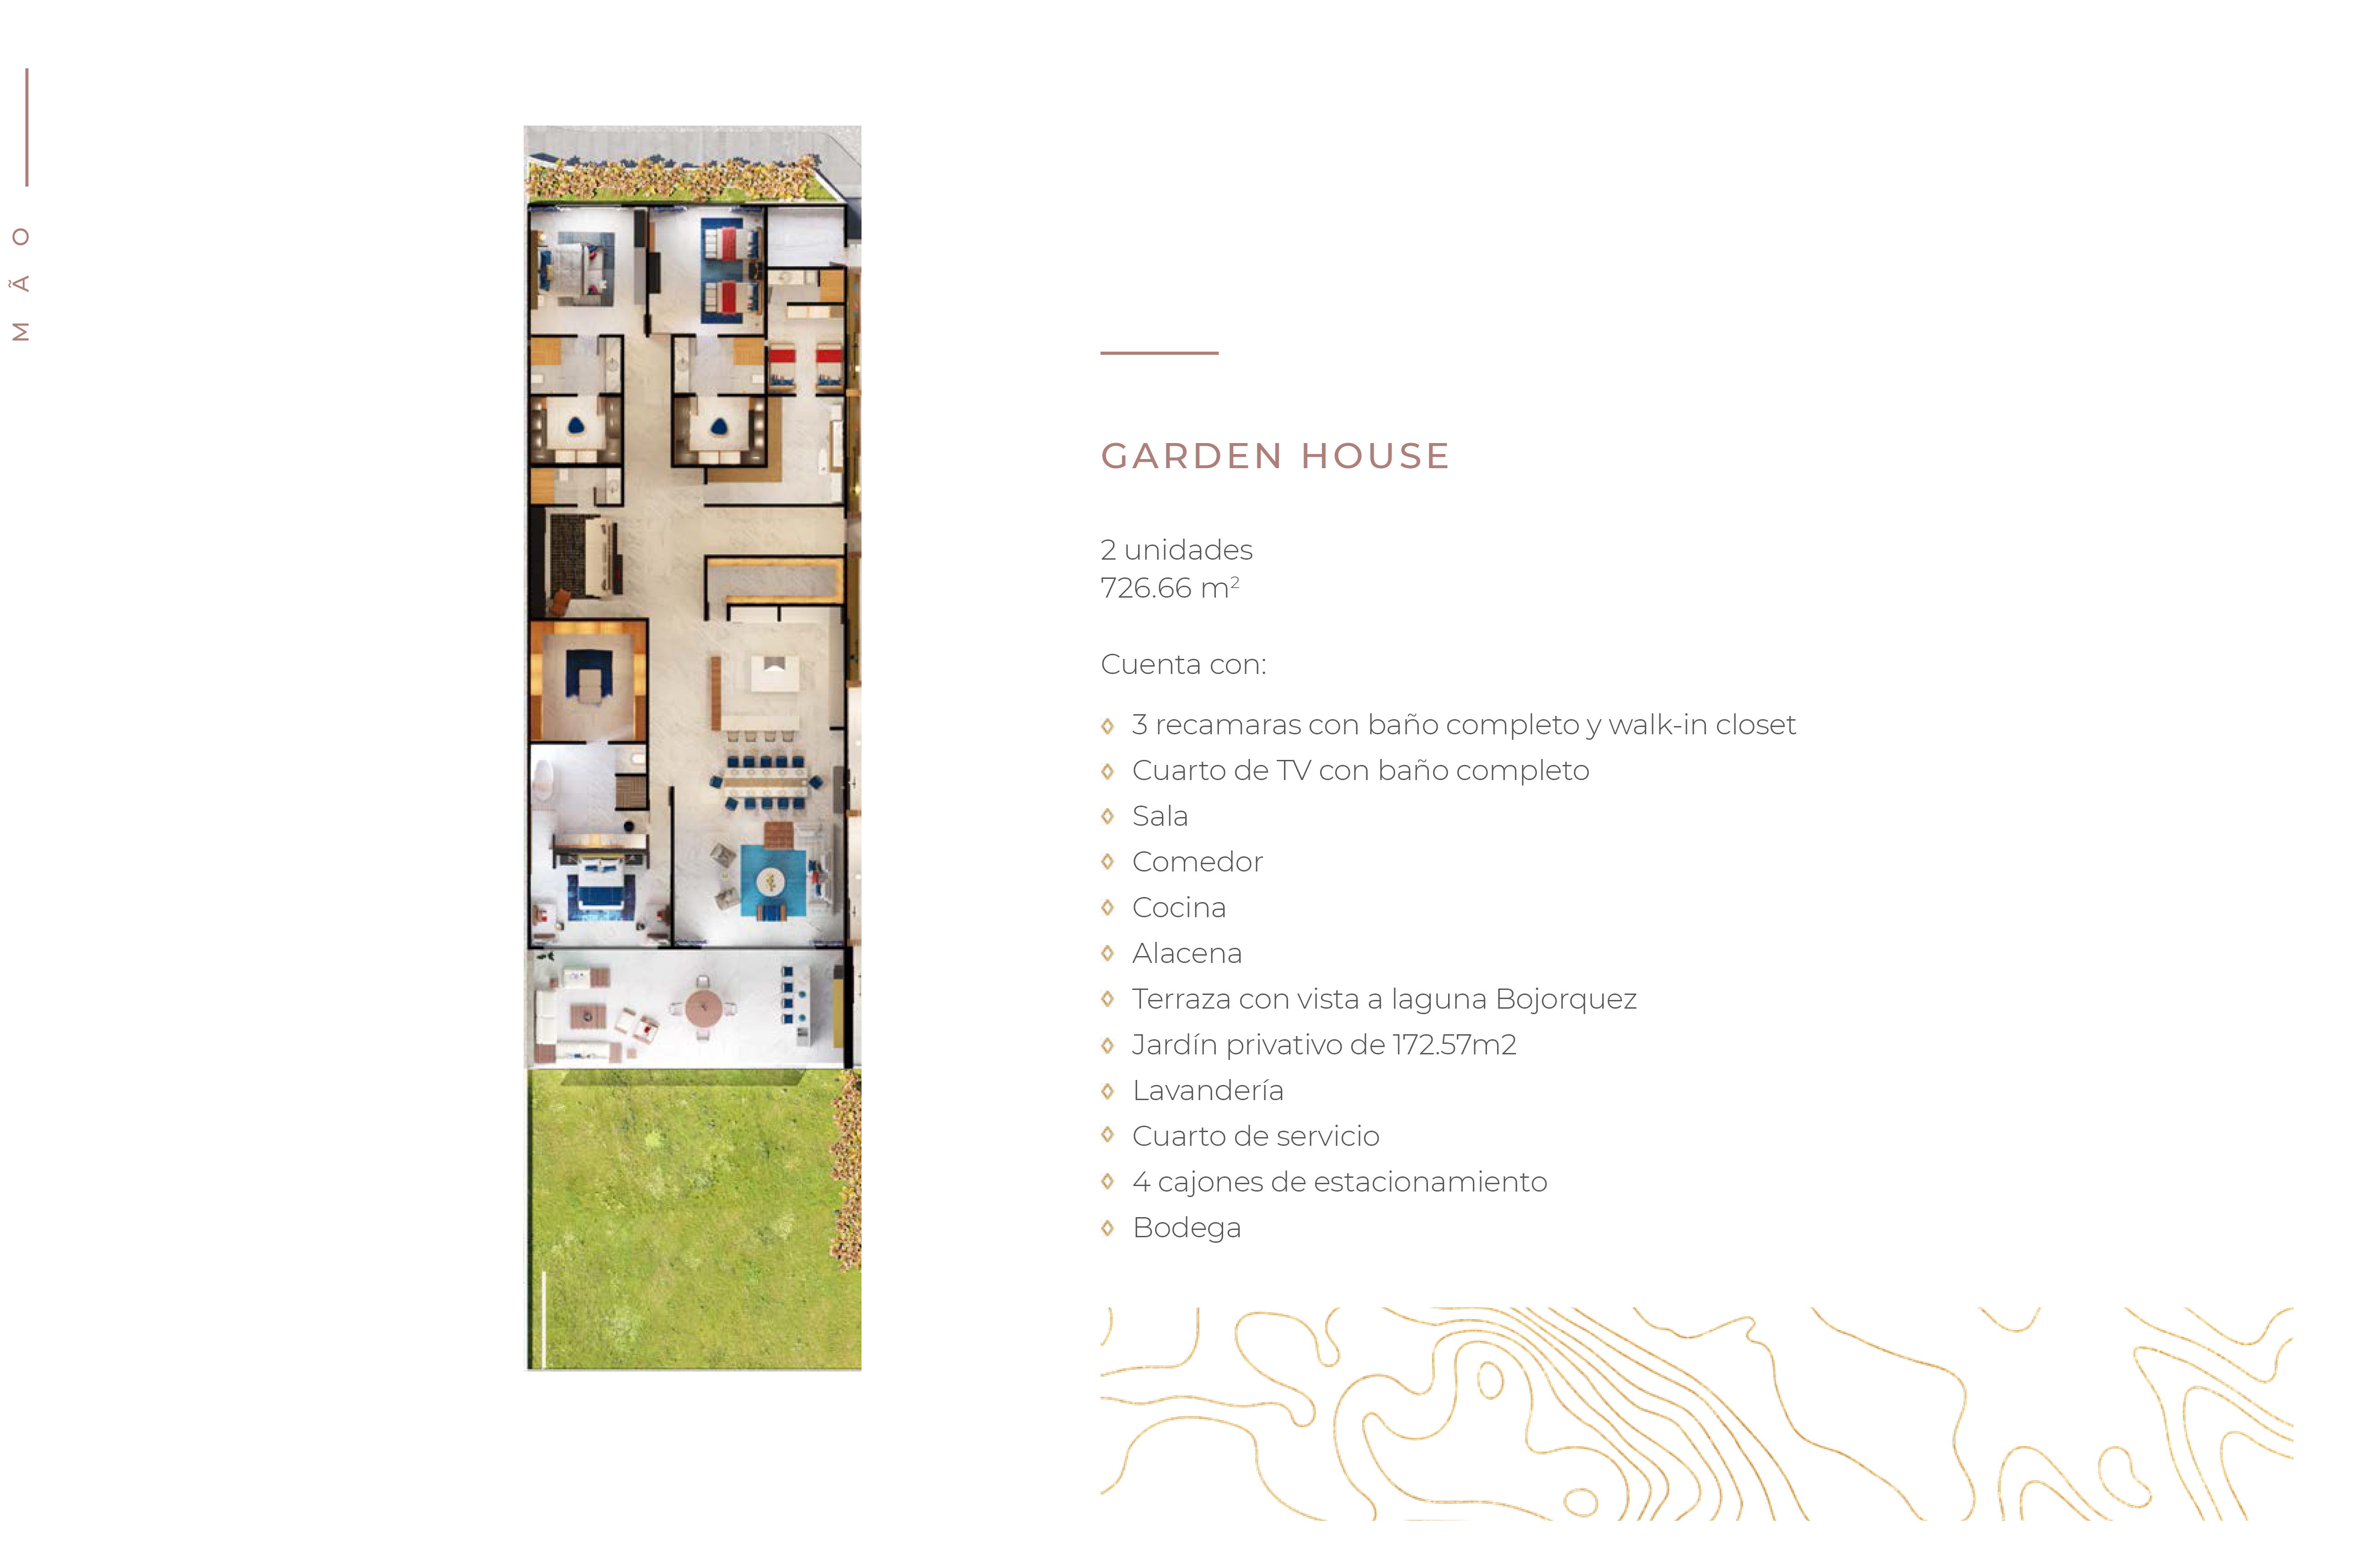 MÃO
GARDEN HOUSE
2 unidades
726.66 m²
Cuenta con:
3 recamaras con baño completo y walk-in closet
Cuarto de TV con baño completo
Sala
Comedor
Cocina
Alacena
Terraza con vista a laguna Bojorquez
Jardín privativo de 172.57m2
Lavandería
Cuarto de servicio
4 cajones de estacionamiento
Bodega